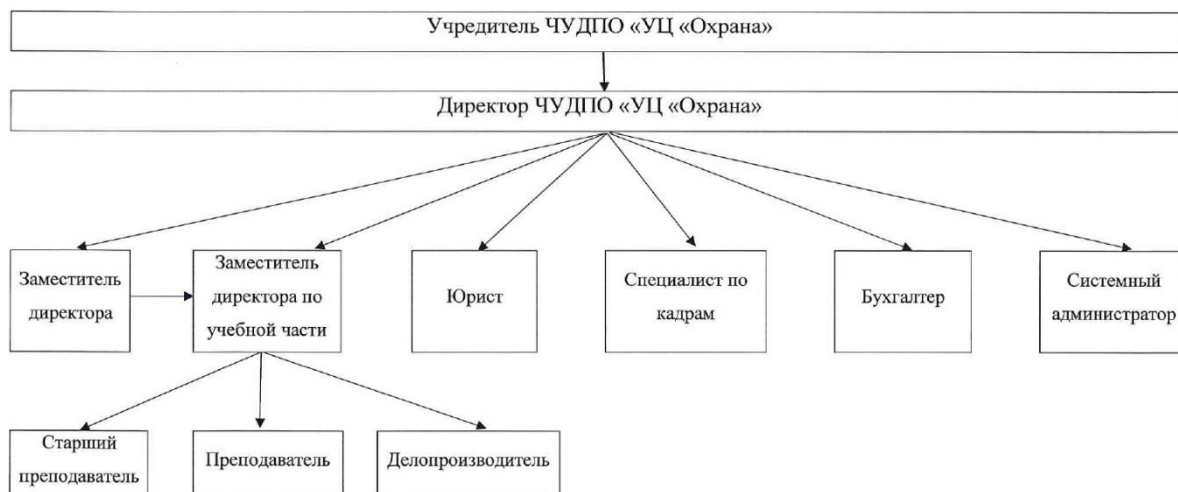 Учредитель ЧУДПО «УЦ «Охрана»
Директор ЧУДПО «УЦ «Охрана»
Заместитель
директора
Заместитель
директора по
учебной части
Юрист
Специалист по
кадрам
Бухгалтер
Системный
администратор
Старший
преподаватель
Преподаватель
Делопроизводитель